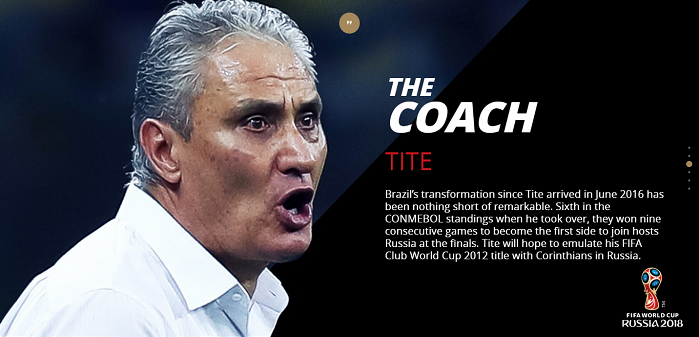 THE
COACH
TITE
Brazil's transformation since Tite arrived in June 2016 has
been nothing short of remarkable. Sixth in the
CONMEBOL standings when he took over, they won nine
consecutive games to become the first side to join hosts
Russia at the finals. Tite will hope to emulate his FIFA
Club World Cup 2012 title with Corinthians in Russia.
TM
FIFA WORLD CUP
RUSSIA 2018